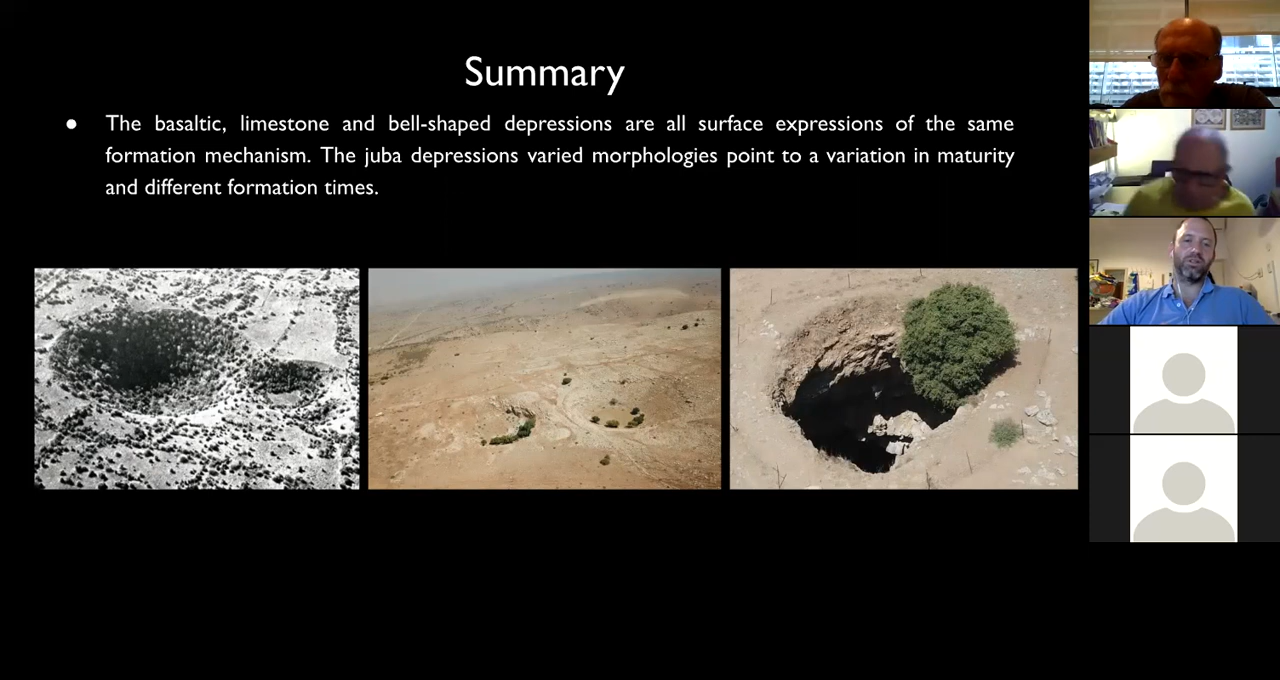 Summary
● The basaltic, limestone and bell-shaped depressions are all surface expressions of the same
formation mechanism. The juba depressions varied morphologies point to a variation in maturity
and different formation times.